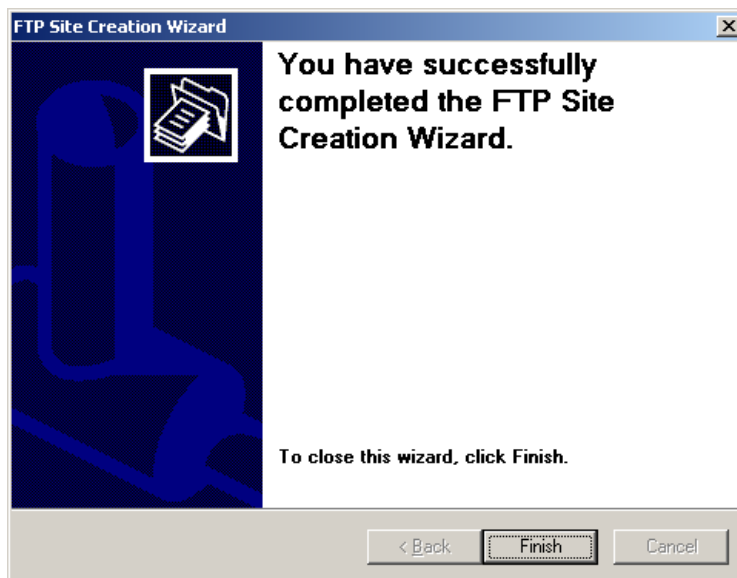 FTP Site Creation Wizard
You have successfully
completed the FTP Site
Creation Wizard.
To close this wizard, click Finish.
< Back
Finish
Cancel